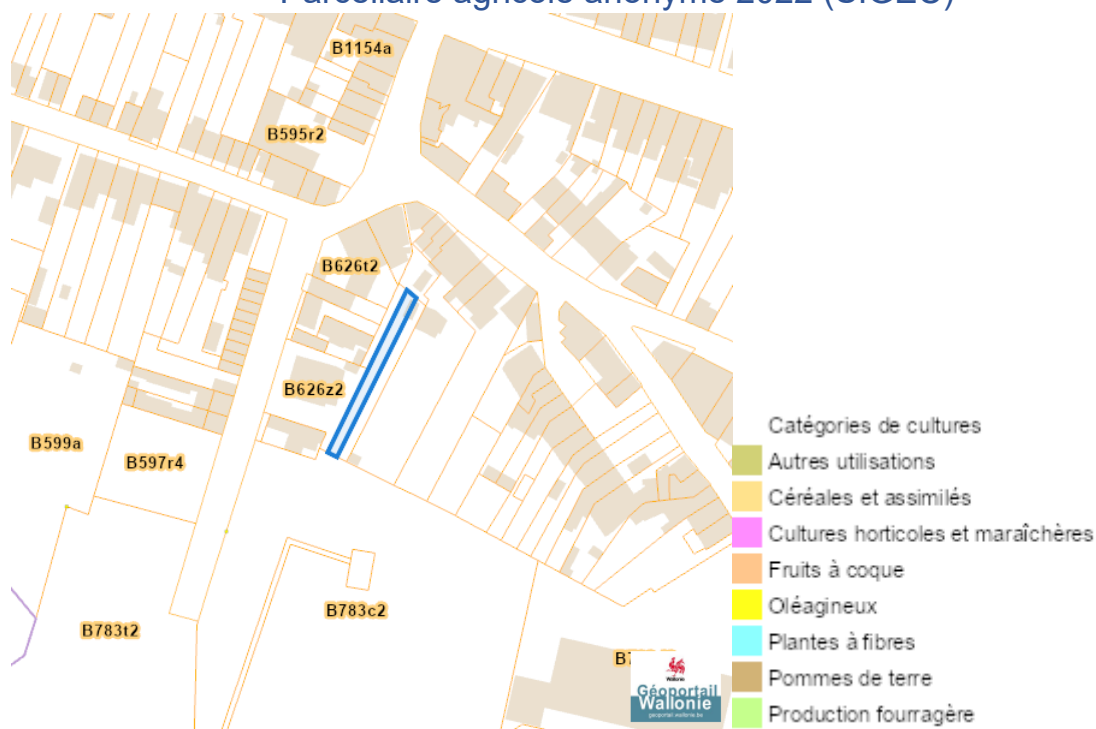 Parcellaire agricole anonyme 2022 (SIGEC)
B1154a
B595r2
B626t2
B626z2
B599a
B597r4
B783c2
B783t2
Wallonie
Géoportail
Wallonie
geoportail.wallonie.be
Catégories de cultures
Autres utilisations
Céréales et assimilés
Cultures horticoles et maraîchères
Fruits à coque
Oléagineux
Plantes à fibres
Pommes de terre
Production fourragère